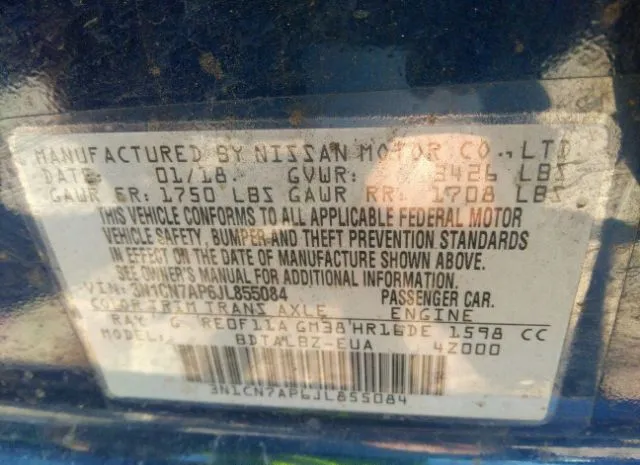 MANUFACTURED BY NISSAN MOTOR CO., LTD
DATE: 01/18 GVWR: 3426 LBS
GAWR FR: 1750 LBS GAWR RR: 1708 LBS
THIS VEHICLE CONFORMS TO ALL APPLICABLE FEDERAL MOTOR
VEHICLE SAFETY, BUMPER AND THEFT PREVENTION STANDARDS
IN EFFECT ON THE DATE OF MANUFACTURE SHOWN ABOVE.
SEE OWNER'S MANUAL FOR ADDITIONAL INFORMATION.
VIN: 3N1CN7AP6JL855084 PASSENGER CAR.
COLOR TRIM TRANS AXLE ENGINE
RAY G RE0F11A GM38 HR16DE 1598 CC
MODEL: BDTALBZ-EUA 4Z000
3N1CN7AP6JL855084